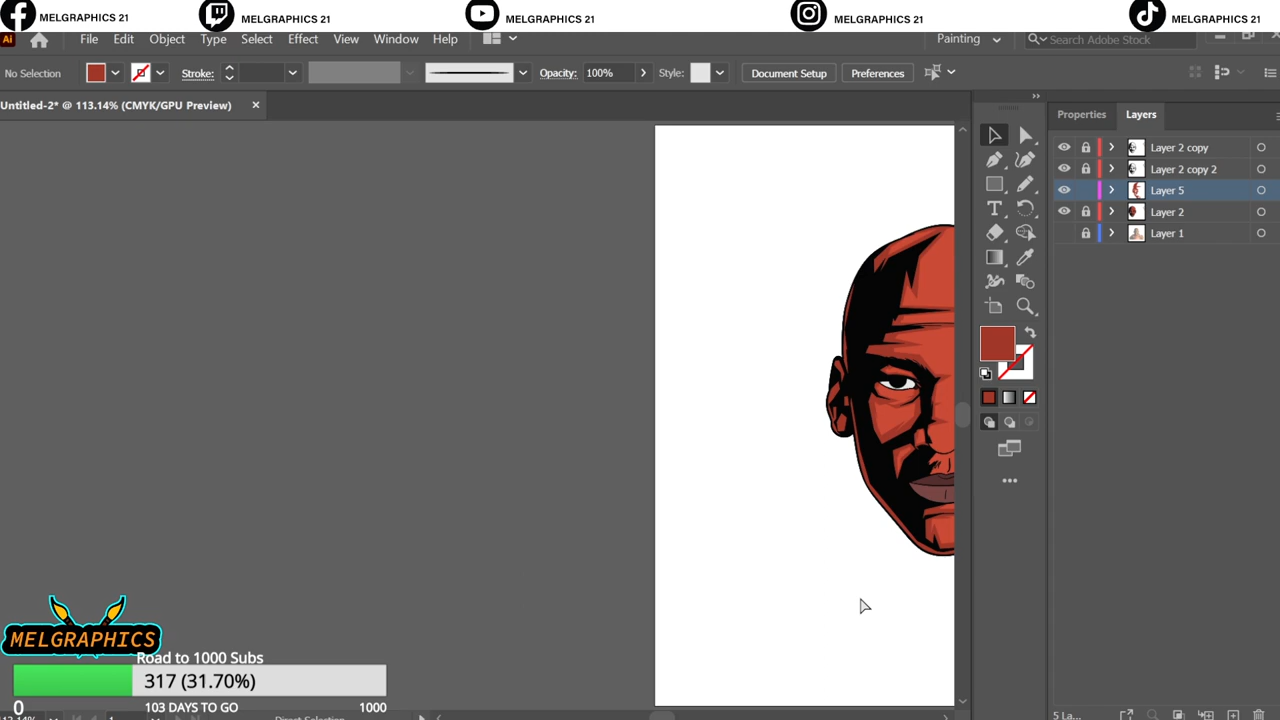 MELGRAPHICS 21 MELGRAPHICS 21 MELGRAPHICS 21 MELGRAPHICS 21 MELGRAPHICS 21
Ai File Edit Object Type Select Effect View Window Help Painting Search Adobe Stock
No Selection Stroke: Opacity: 100% Style: Document Setup Preferences
Untitled-2* @ 113.14% (CMYK/GPU Preview)
Properties Layers
Layer 2 copy
Layer 2 copy 2
Layer 5
Layer 2
Layer 1
MELGRAPHICS
Road to 1000 Subs
317 (31.70%)
0 103 DAYS TO GO 1000
1 Direct Selection 5 La...